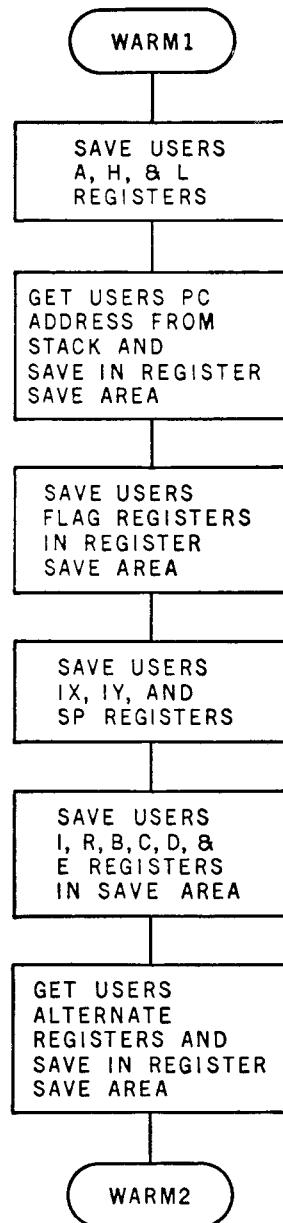 WARM1
SAVE USERS
A, H, & L
REGISTERS
GET USERS PC
ADDRESS FROM
STACK AND
SAVE IN REGISTER
SAVE AREA
SAVE USERS
FLAG REGISTERS
IN REGISTER
SAVE AREA
SAVE USERS
IX, IY, AND
SP REGISTERS
SAVE USERS
I, R, B, C, D, &
E REGISTERS
IN SAVE AREA
GET USERS
ALTERNATE
REGISTERS AND
SAVE IN REGISTER
SAVE AREA
WARM2